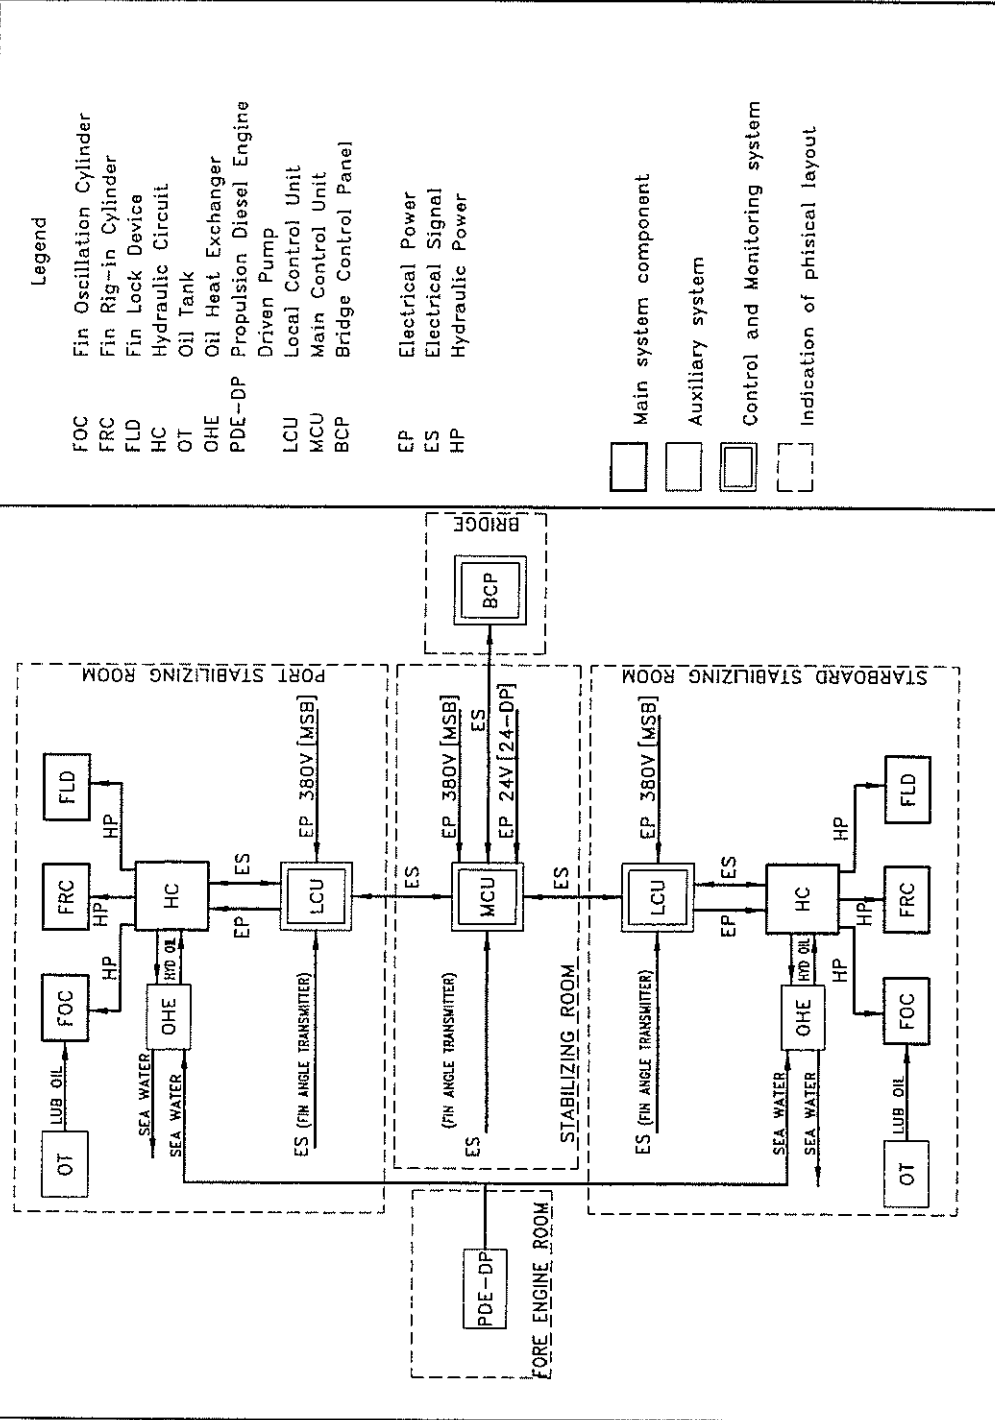 Legend
FOC Fin Oscillation Cylinder
FRC Fin Rig-in Cylinder
FLD Fin Lock Device
HC Hydraulic Circuit
OT Oil Tank
OHE Oil Heat Exchanger
PDE-DP Propulsion Diesel Engine
Driven Pump
LCU Local Control Unit
MCU Main Control Unit
BCP Bridge Control Panel
EP Electrical Power
ES Electrical Signal
HP Hydraulic Power
Main system component
Auxiliary system
Control and Monitoring system
Indication of phisical layout
PORT STABILIZING ROOM
FLD
HP
FRC
HP
HC
ES
EP
LCU
EP 380V [MSB]
FOC
HP
HYD OIL
OHE
LUB OIL
OT
SEA WATER
SEA WATER
ES (FIN ANGLE TRANSMITTER)
ES
BRIDGE
BCP
ES
EP 380V [MSB]
EP 24V [24-DP]
MCU
(FIN ANGLE TRANSMITTER)
ES
STABILIZING ROOM
ES
PDE-DP
FORE ENGINE ROOM
STARBOARD STABILIZING ROOM
EP 380V [MSB]
LCU
ES
EP
ES (FIN ANGLE TRANSMITTER)
HC
HYD OIL
OHE
SEA WATER
SEA WATER
HP
FLD
HP
FRC
HP
FOC
LUB OIL
OT